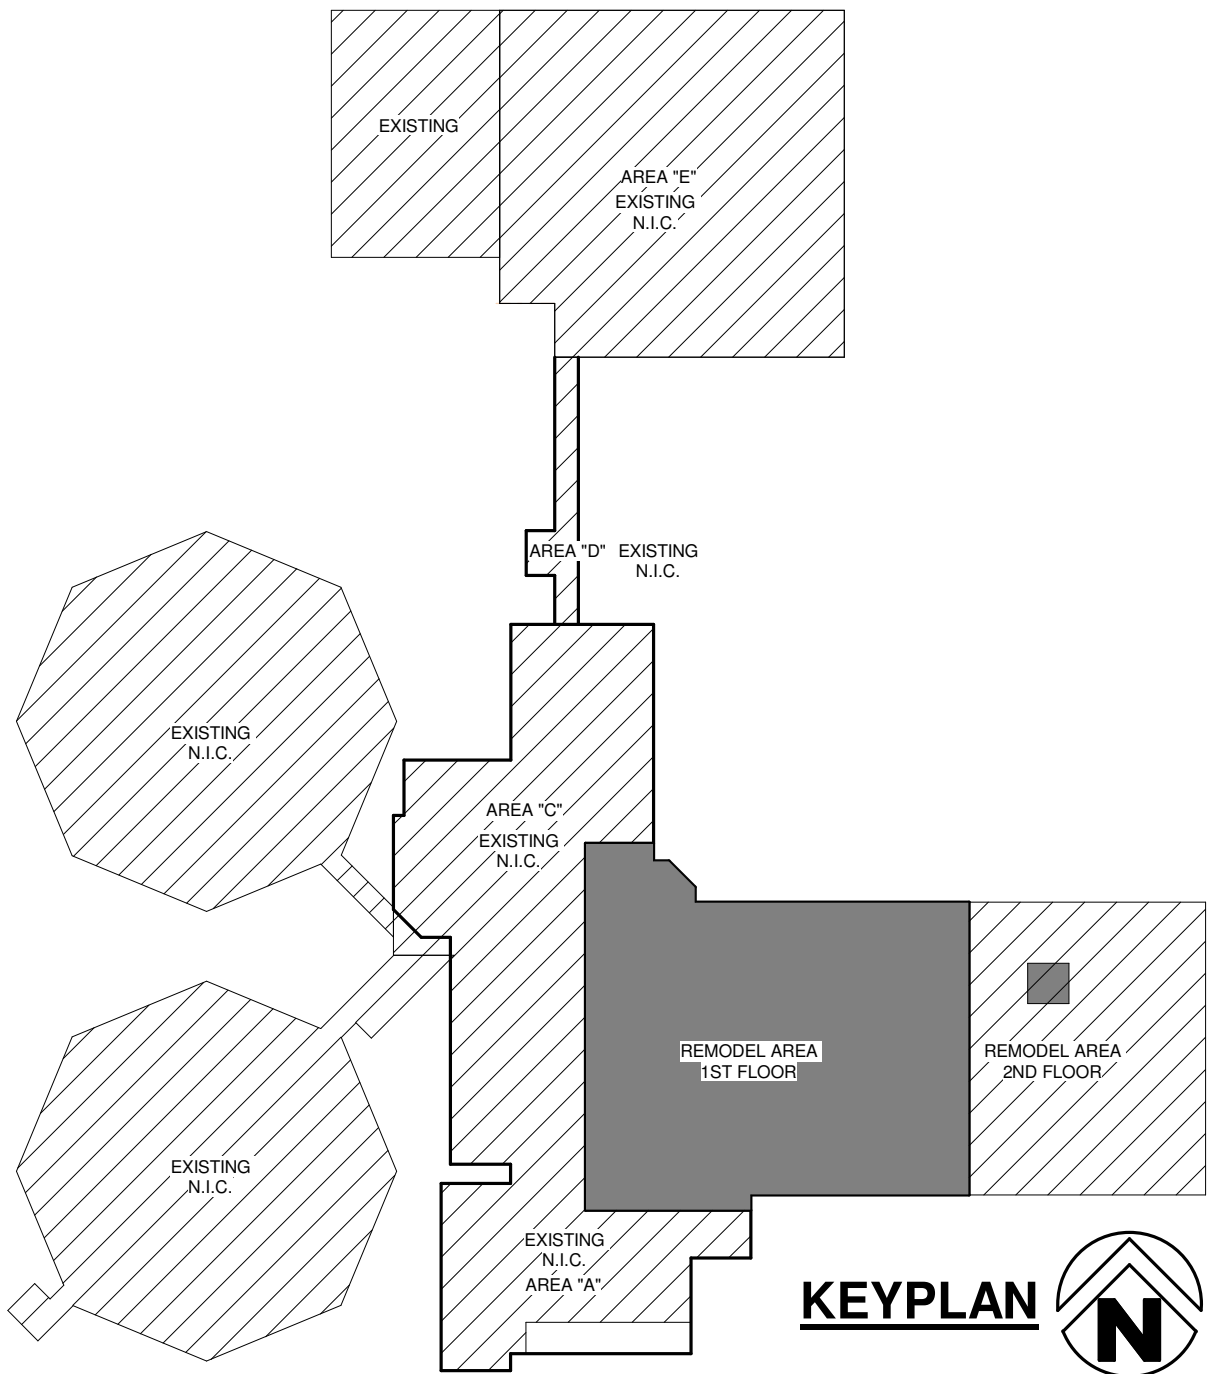 EXISTING
AREA "E"
EXISTING
N.I.C.
AREA "D" EXISTING
N.I.C.
EXISTING
N.I.C.
AREA "C"
EXISTING
N.I.C.
REMODEL AREA
1ST FLOOR
REMODEL AREA
2ND FLOOR
EXISTING
N.I.C.
EXISTING
N.I.C.
AREA "A"
KEYPLAN
N